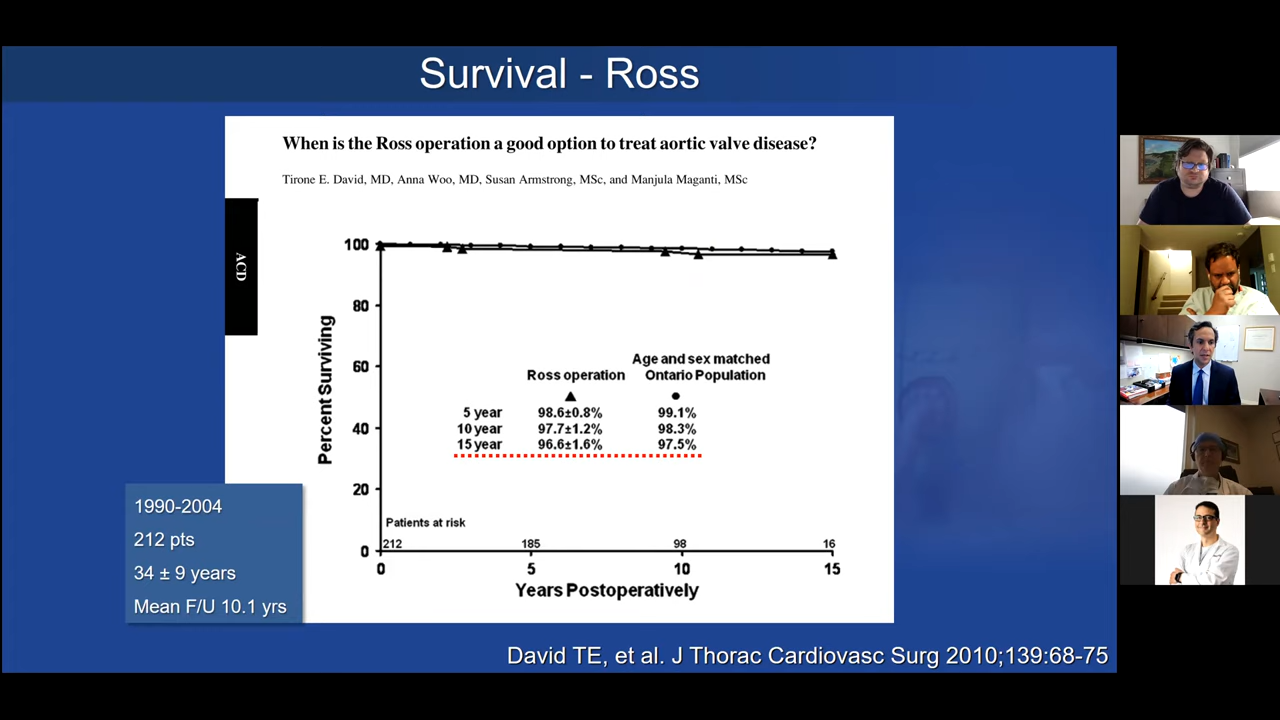 Survival - Ross
When is the Ross operation a good option to treat aortic valve disease?
Tirone E. David, MD, Anna Woo, MD, Susan Armstrong, MSc, and Manjula Maganti, MSc
ACD
Percent Surviving
100
80
60
40
20
0
Age and sex matched
Ross operation Ontario Population
5 year 98.6±0.8% 99.1%
10 year 97.7±1.2% 98.3%
15 year 96.6±1.6% 97.5%
Patients at risk
212 185 98 16
0 5 10 15
Years Postoperatively
1990-2004
212 pts
34 ± 9 years
Mean F/U 10.1 yrs
David TE, et al. J Thorac Cardiovasc Surg 2010;139:68-75